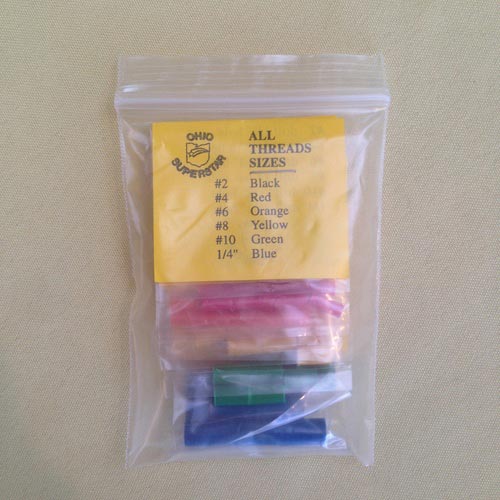 OHIO
SUPERSTAR
ALL
THREADS
SIZES
#2 Black
#4 Red
#6 Orange
#8 Yellow
#10 Green
1/4" Blue